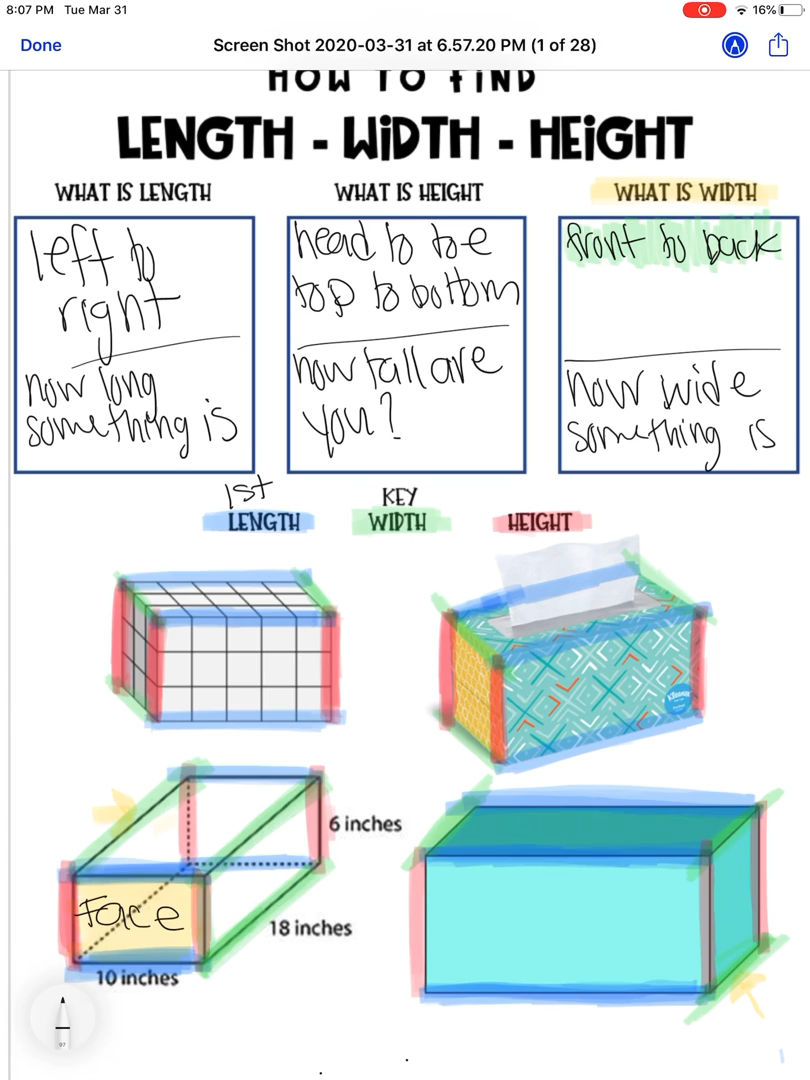 8:07 PM Tue Mar 31
16%
Done
Screen Shot 2020-03-31 at 6.57.20 PM (1 of 28)
HOW TO FIND
LENGTH - WIDTH - HEIGHT
WHAT IS LENGTH
left to
right
how long
something is
WHAT IS HEIGHT
head to toe
top to bottom
how tall are
you?
WHAT IS WIDTH
front to back
how wide
something is
1st
KEY
LENGTH WIDTH HEIGHT
Kleenex
6 inches
Face
18 inches
10 inches
97